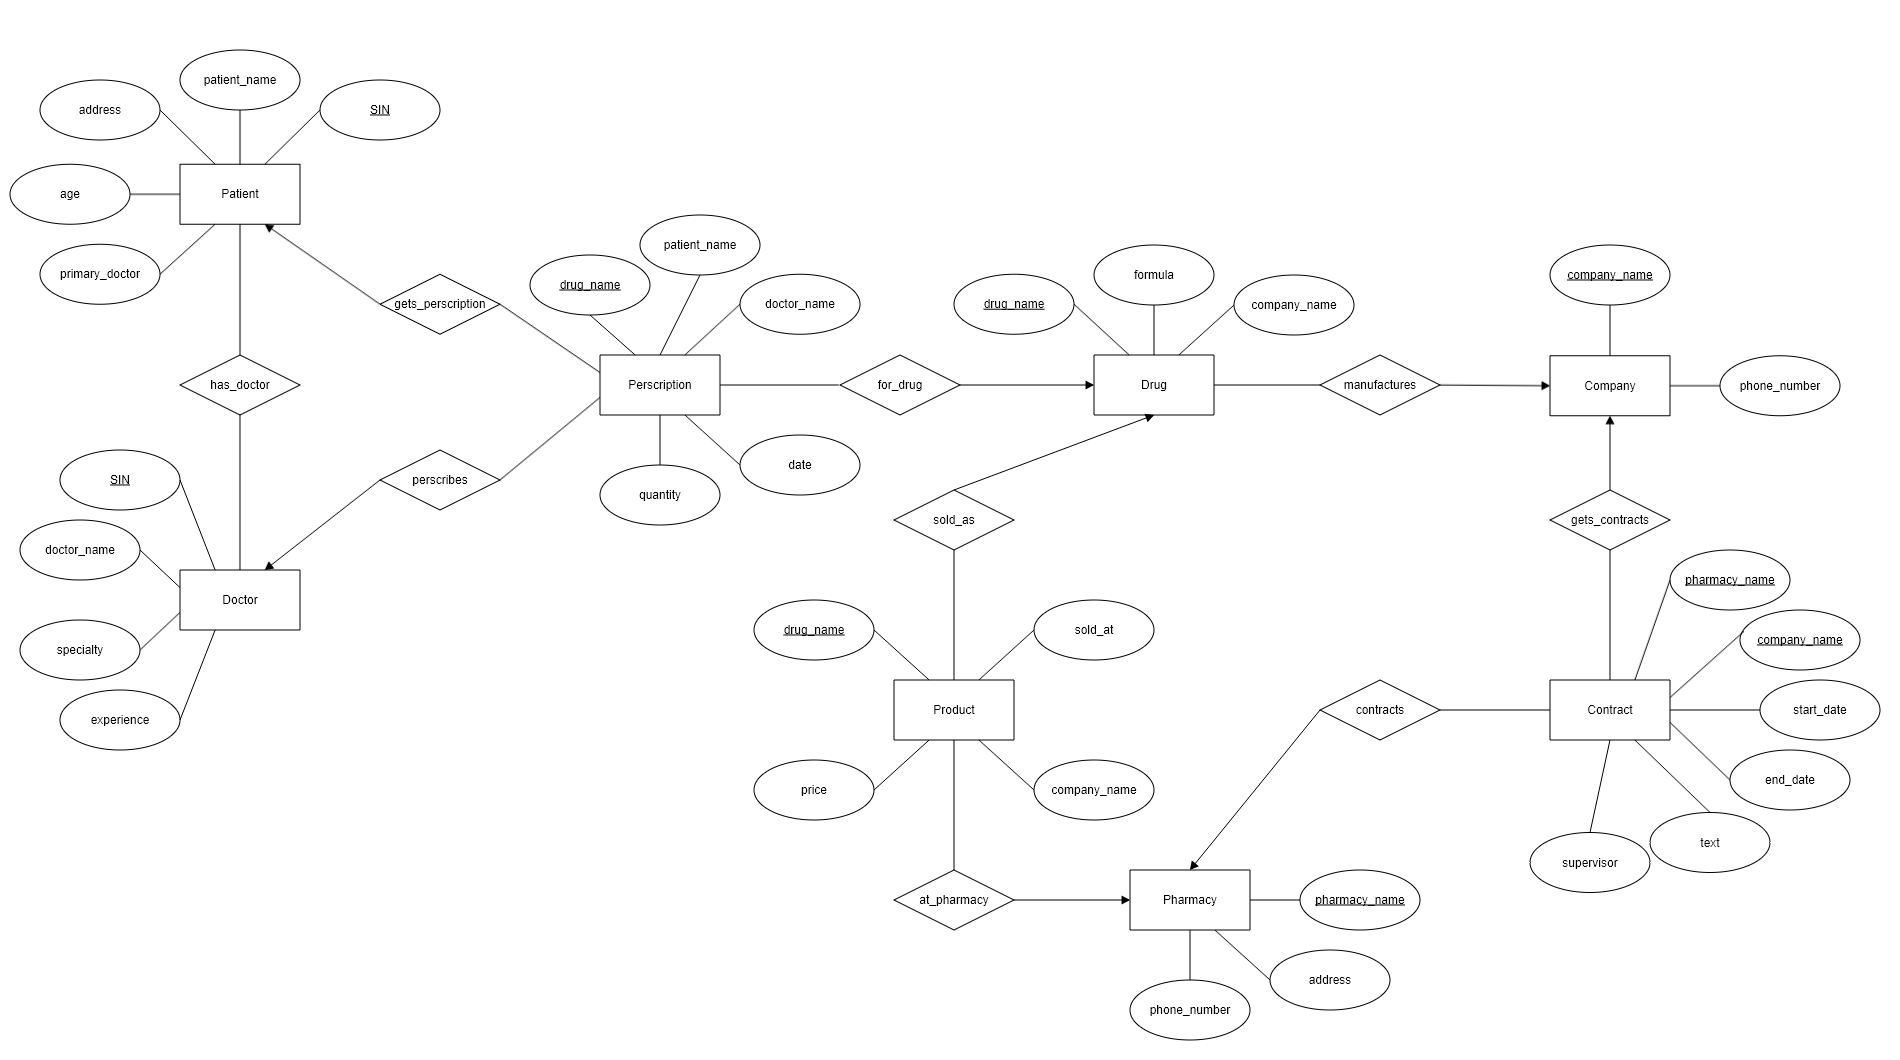 patient_name
address
SIN
age
Patient
primary_doctor
gets_perscription
has_doctor
SIN
doctor_name
Doctor
specialty
experience
perscribes
drug_name
patient_name
doctor_name
Perscription
quantity
date
for_drug
drug_name
formula
company_name
Drug
manufactures
company_name
Company
phone_number
sold_as
gets_contracts
drug_name
sold_at
Product
price
company_name
contracts
pharmacy_name
company_name
Contract
start_date
end_date
text
supervisor
at_pharmacy
Pharmacy
pharmacy_name
address
phone_number